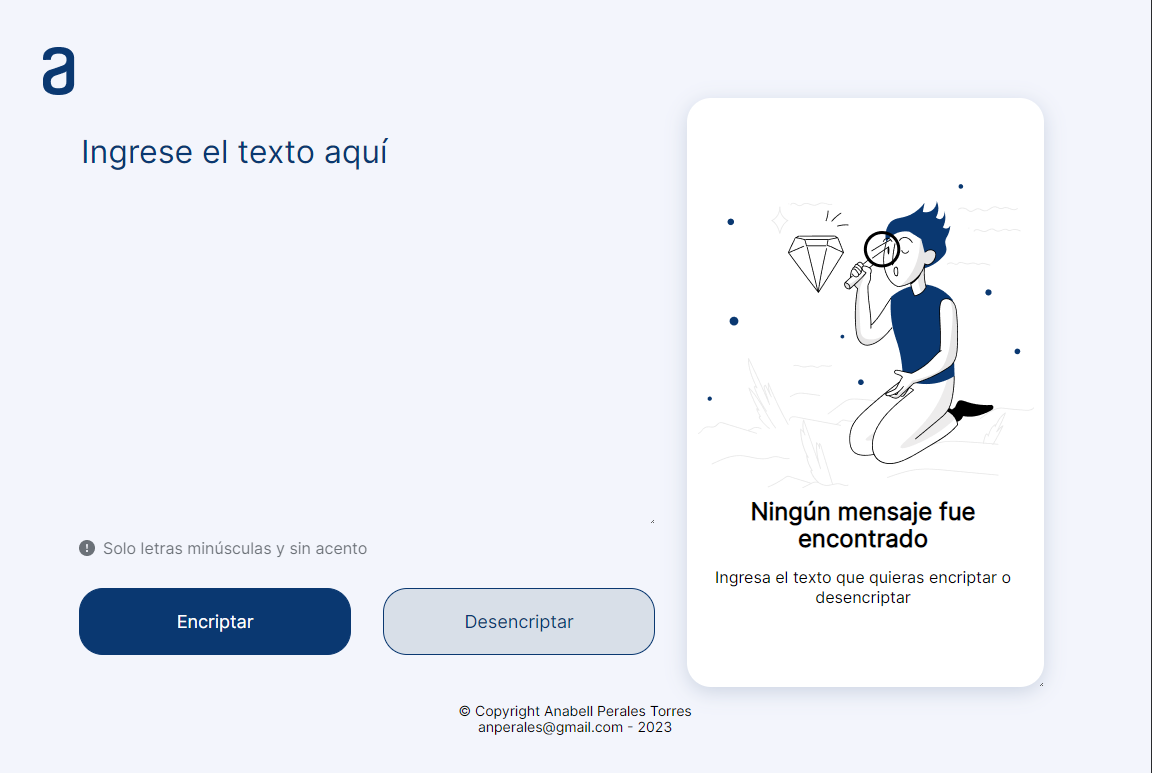 a
Ingrese el texto aquí
Solo letras minúsculas y sin acento
Encriptar
Desencriptar
Ningún mensaje fue
encontrado
Ingresa el texto que quieras encriptar o
desencriptar
© Copyright Anabell Perales Torres
anperales@gmail.com - 2023